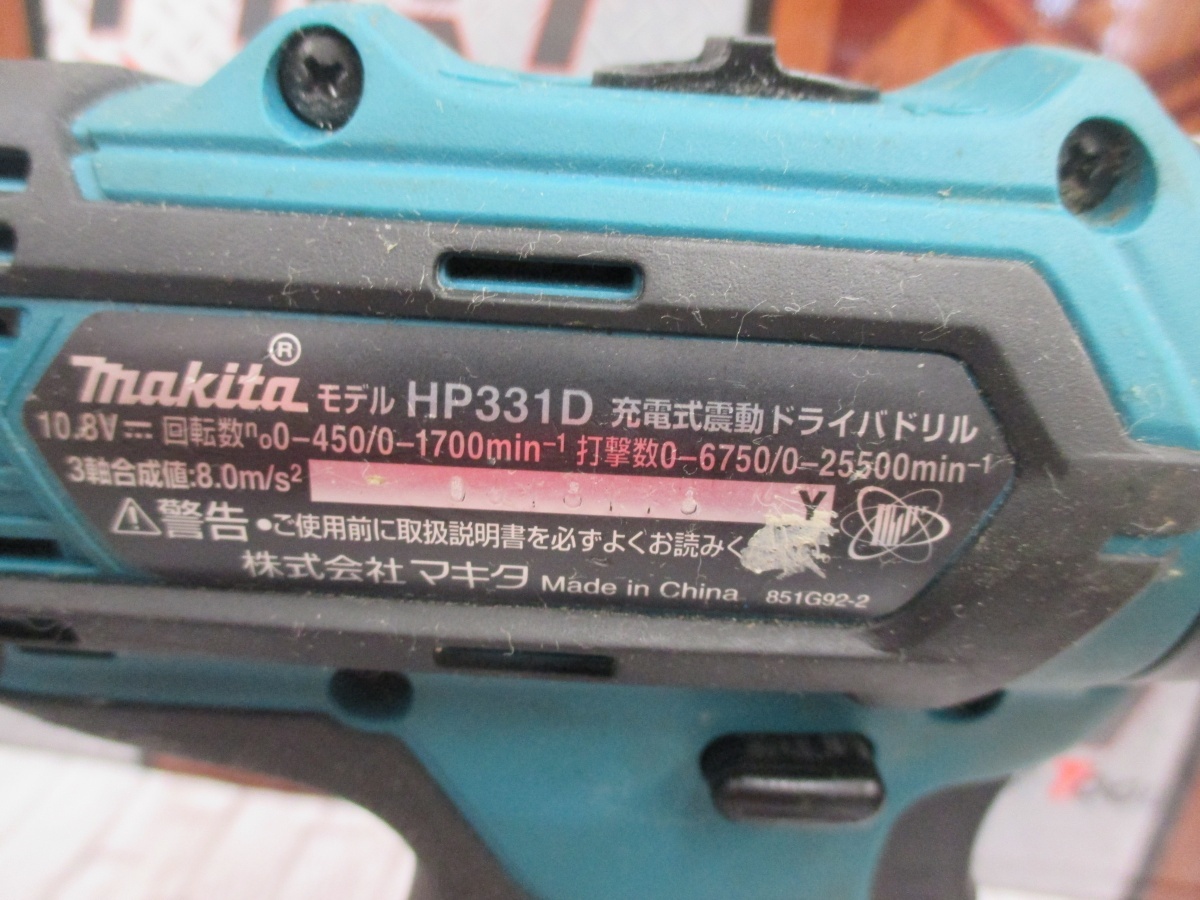 makita® モデル HP331D 充電式震動ドライバドリル
10.8V⎓ 回転数n₀0-450/0-1700min⁻¹ 打撃数0-6750/0-25500min⁻¹
3軸合成値:8.0m/s² Y
⚠警告 •ご使用前に取扱説明書を必ずよくお読みく
株式会社 マキタ Made in China 851G92-2